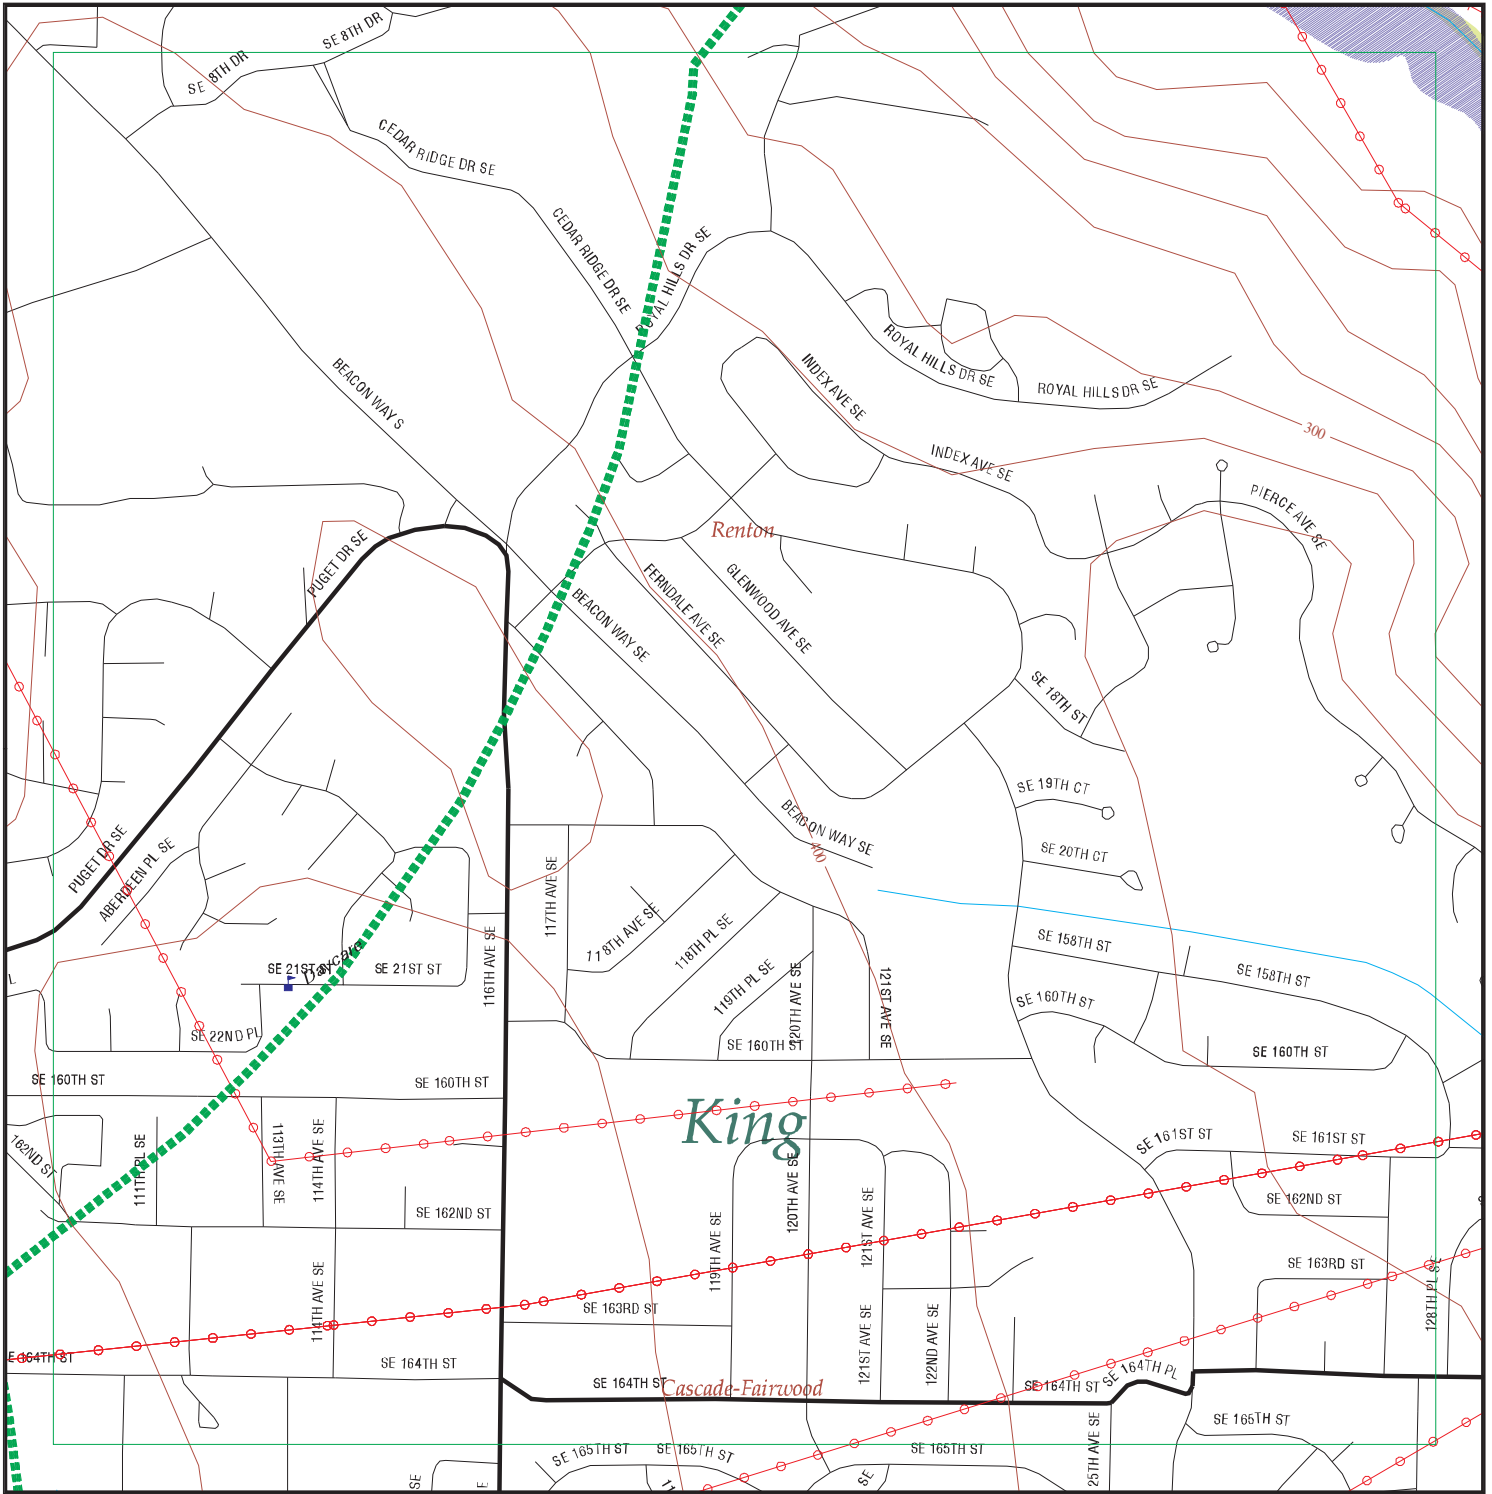 SE 8TH DR
SE 8TH DR
CEDAR RIDGE DR SE
CEDAR RIDGE DR SE
ROYAL HILLS DR SE
BEACON WAY S
INDEX AVE SE
ROYAL HILLS DR SE
ROYAL HILLS DR SE
300
INDEX AVE SE
PIERCE AVE SE
Renton
PUGET DR SE
BEACON WAY SE
FERNDALE AVE SE
GLENWOOD AVE SE
SE 18TH ST
SE 19TH CT
BEACON WAY SE
400
SE 20TH CT
PUGET DR SE
ABERDEEN PL SE
117TH AVE SE
118TH AVE SE
118TH PL SE
119TH PL SE
120TH AVE SE
121ST AVE SE
SE 158TH ST
SE 158TH ST
L
SE 21ST ST
Daycare
SE 21ST ST
116TH AVE SE
SE 160TH ST
SE 22ND PL
SE 160TH ST
SE 160TH ST
SE 160TH ST
SE 160TH ST
King
162ND ST
111TH PL SE
113TH AVE SE
114TH AVE SE
SE 161ST ST
SE 161ST ST
120TH AVE SE
SE 162ND ST
SE 162ND ST
119TH AVE SE
121ST AVE SE
SE 163RD ST
114TH AVE SE
SE 163RD ST
128TH PL SE
121ST AVE SE
122ND AVE SE
E 164TH ST
SE 164TH ST
SE 164TH ST
Cascade-Fairwood
SE 164TH ST
SE 164TH PL
SE 165TH ST
SE 165TH ST
SE 165TH ST
SE 165TH ST
25TH AVE SE
SE
E
11
SE